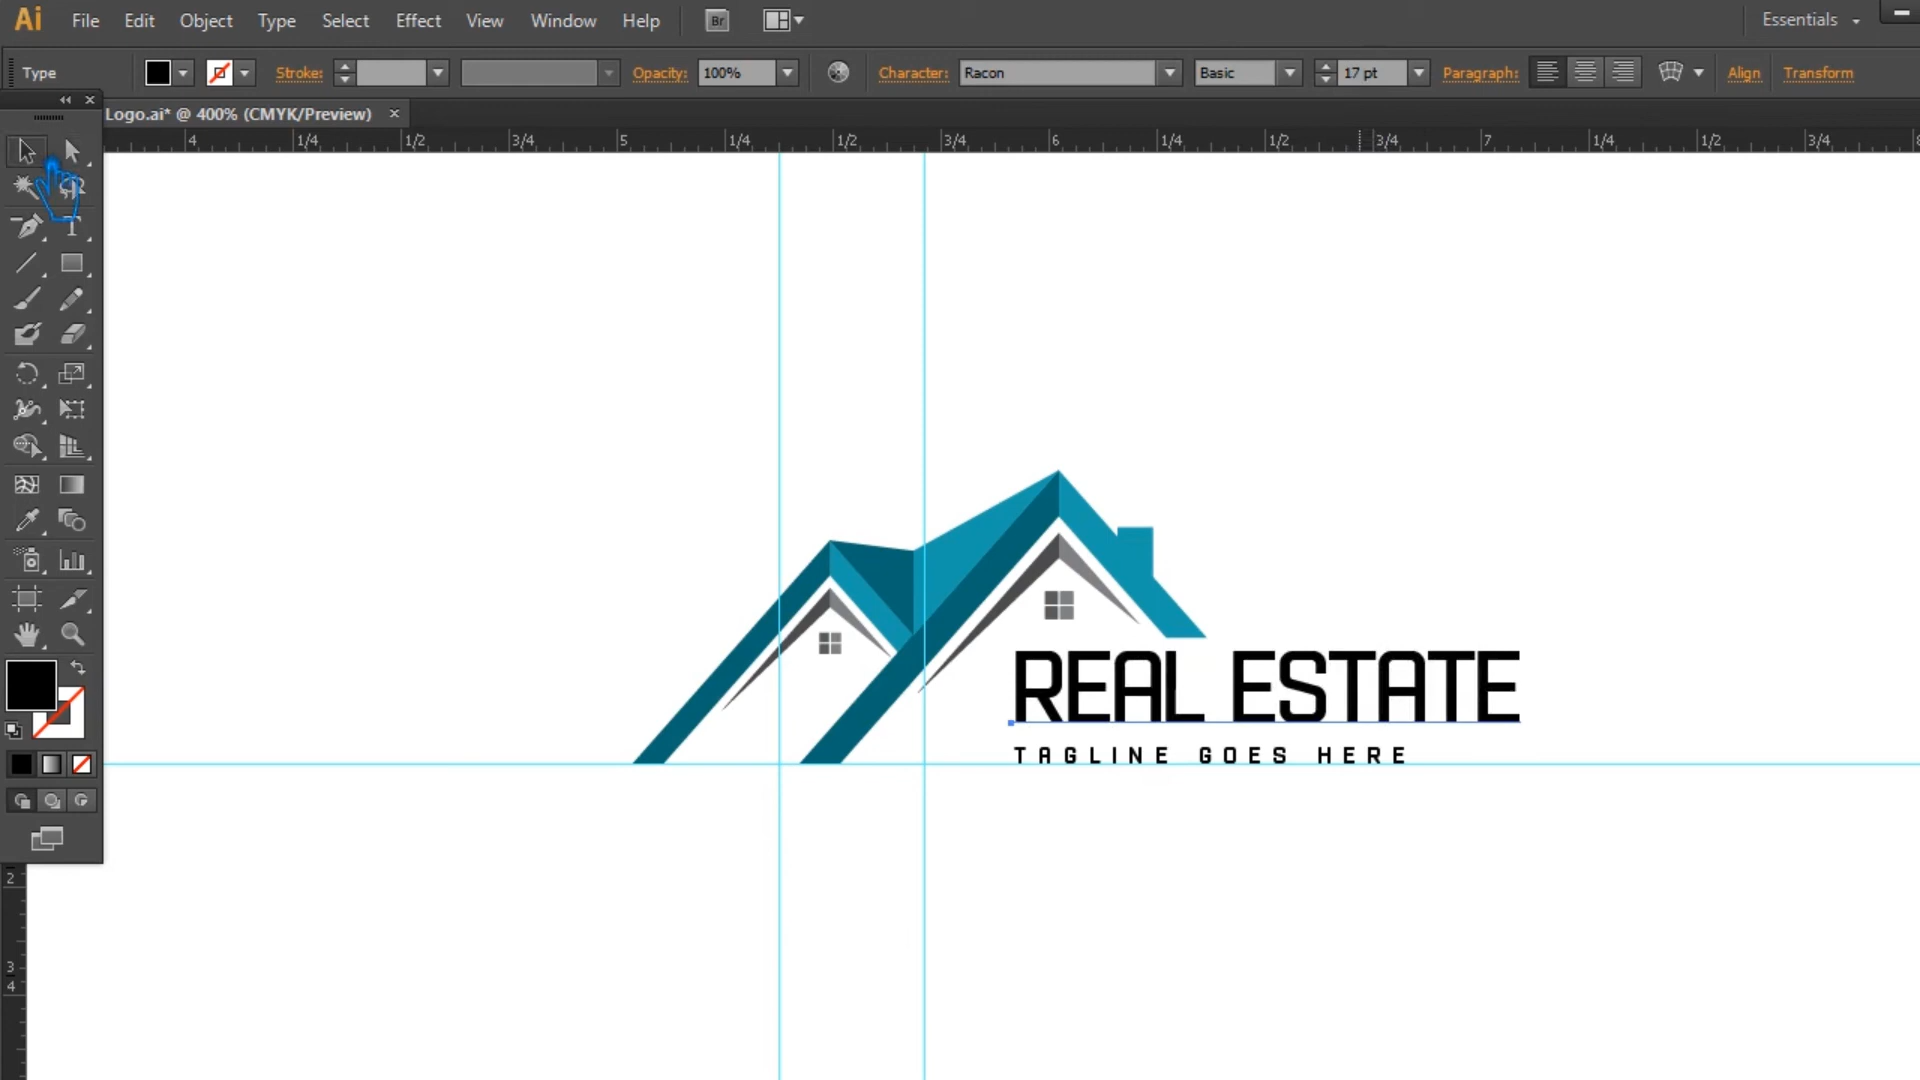 Ai File Edit Object Type Select Effect View Window Help Br Essentials
Type Stroke: Opacity: 100% Character: Racon Basic 17 pt Paragraph: Align Transform
Logo.ai* @ 400% (CMYK/Preview)
4 1/4 1/2 3/4 5 1/4 1/2 3/4 6 1/4 1/2 3/4 7 1/4 1/2 3/4
T
REAL ESTATE
TAGLINE GOES HERE
2
3
4